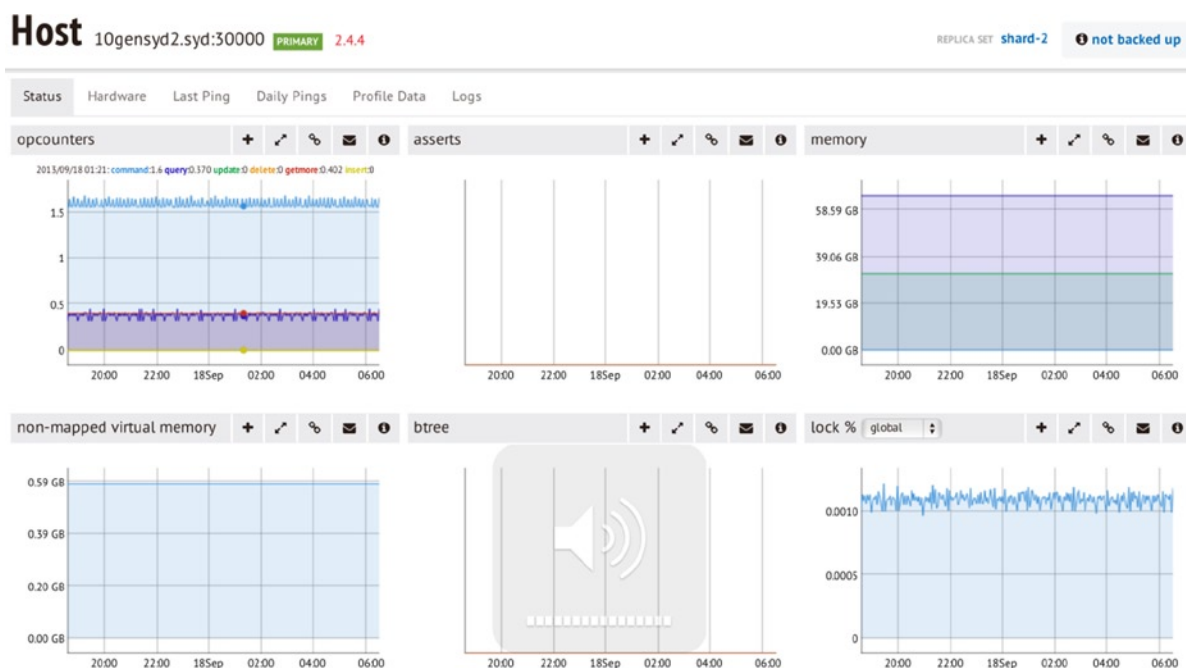 Host 10gensyd2.syd:30000 PRIMARY 2.4.4 REPLICA SET shard-2 not backed up
Status Hardware Last Ping Daily Pings Profile Data Logs
opcounters
2013/09/18 01:21: command:1.6 query:0.370 update:0 delete:0 getmore:0.402 insert:0
1.5
1
0.5
0
20:00 22:00 18Sep 02:00 04:00 06:00
asserts
20:00 22:00 18Sep 02:00 04:00 06:00
memory
58.59 GB
39.06 GB
19.53 GB
0.00 GB
20:00 22:00 18Sep 02:00 04:00 06:00
non-mapped virtual memory
0.59 GB
0.39 GB
0.20 GB
0.00 GB
20:00 22:00 18Sep 02:00 04:00 06:00
btree
20:00 22:00 18Sep 02:00 04:00 06:00
lock % global
0.0010
0.0005
0
20:00 22:00 18Sep 02:00 04:00 06:00